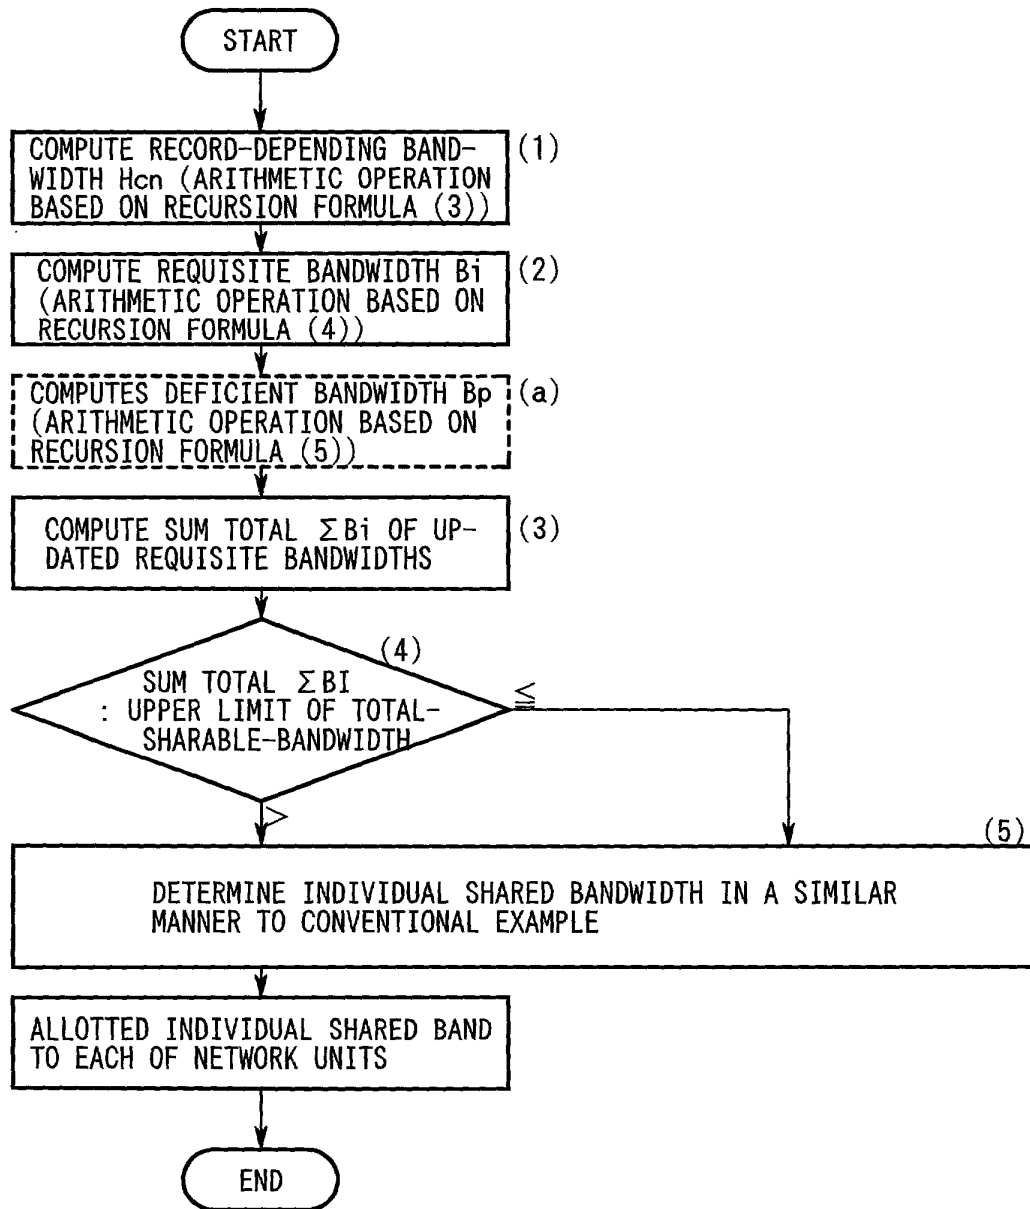 START
COMPUTE RECORD-DEPENDING BAND-
WIDTH Hcn (ARITHMETIC OPERATION
BASED ON RECURSION FORMULA (3))
(1)
COMPUTE REQUISITE BANDWIDTH Bi
(ARITHMETIC OPERATION BASED ON
RECURSION FORMULA (4))
(2)
COMPUTES DEFICIENT BANDWIDTH Bp
(ARITHMETIC OPERATION BASED ON
RECURSION FORMULA (5))
(a)
COMPUTE SUM TOTAL ΣBi OF UP-
DATED REQUISITE BANDWIDTHS
(3)
(4)
SUM TOTAL ΣBI
: UPPER LIMIT OF TOTAL-
SHARABLE-BANDWIDTH
≦
>
(5)
DETERMINE INDIVIDUAL SHARED BANDWIDTH IN A SIMILAR
MANNER TO CONVENTIONAL EXAMPLE
ALLOTTED INDIVIDUAL SHARED BAND
TO EACH OF NETWORK UNITS
END